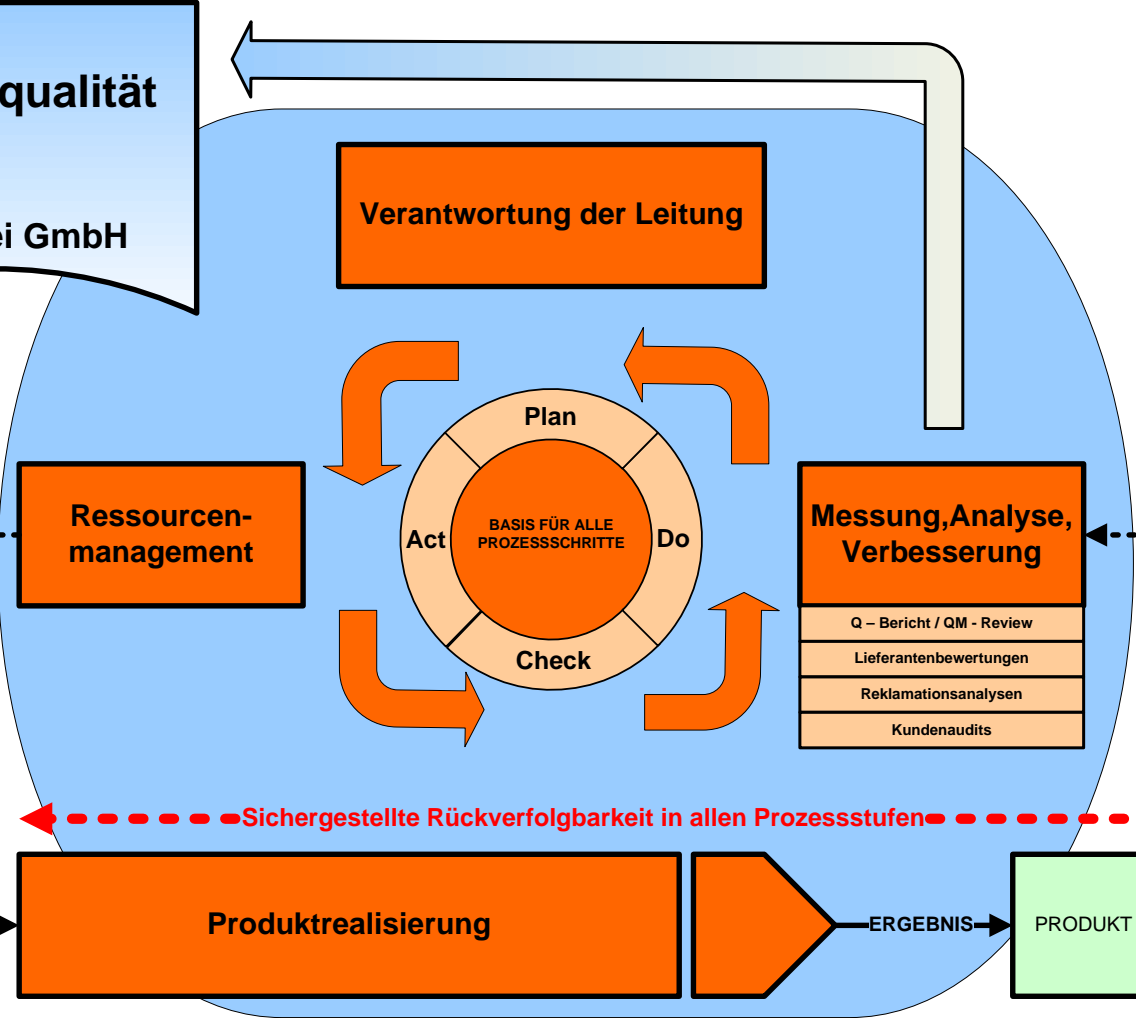 qualität
ei GmbH
Verantwortung der Leitung
Plan
Ressourcen-
management
Act
BASIS FÜR ALLE
PROZESSSCHRITTE
Do
Check
Messung,Analyse,
Verbesserung
Q – Bericht / QM - Review
Lieferantenbewertungen
Reklamationsanalysen
Kundenaudits
Sichergestellte Rückverfolgbarkeit in allen Prozessstufen
Produktrealisierung
ERGEBNIS
PRODUKT